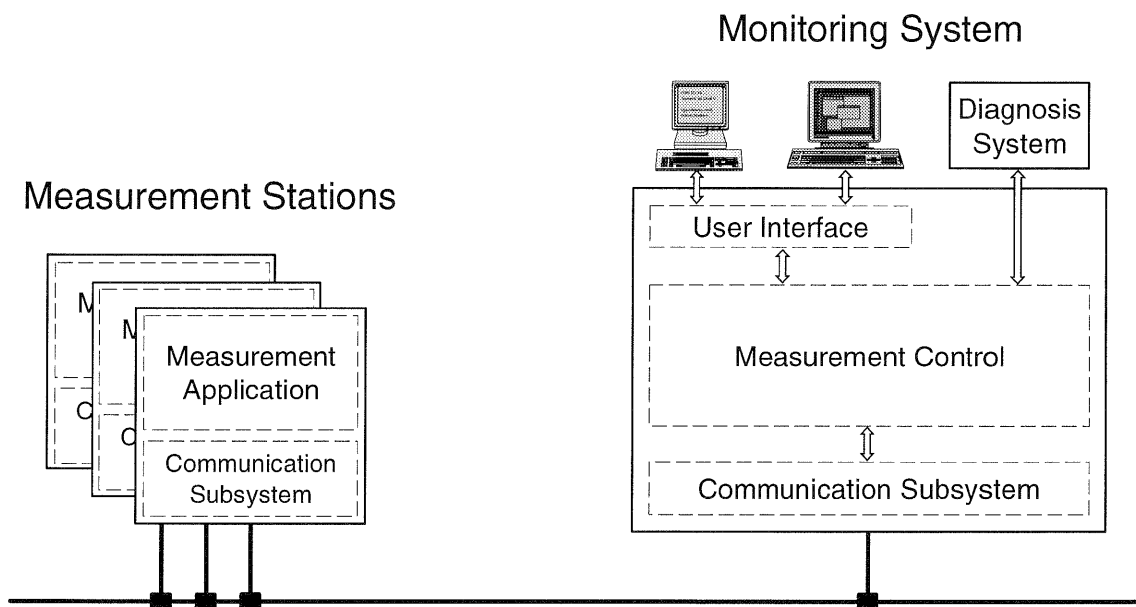 Monitoring System
Diagnosis
System
Measurement Stations
User Interface
M
M
Measurement
Application
Measurement Control
C
C
Communication
Subsystem
Communication Subsystem